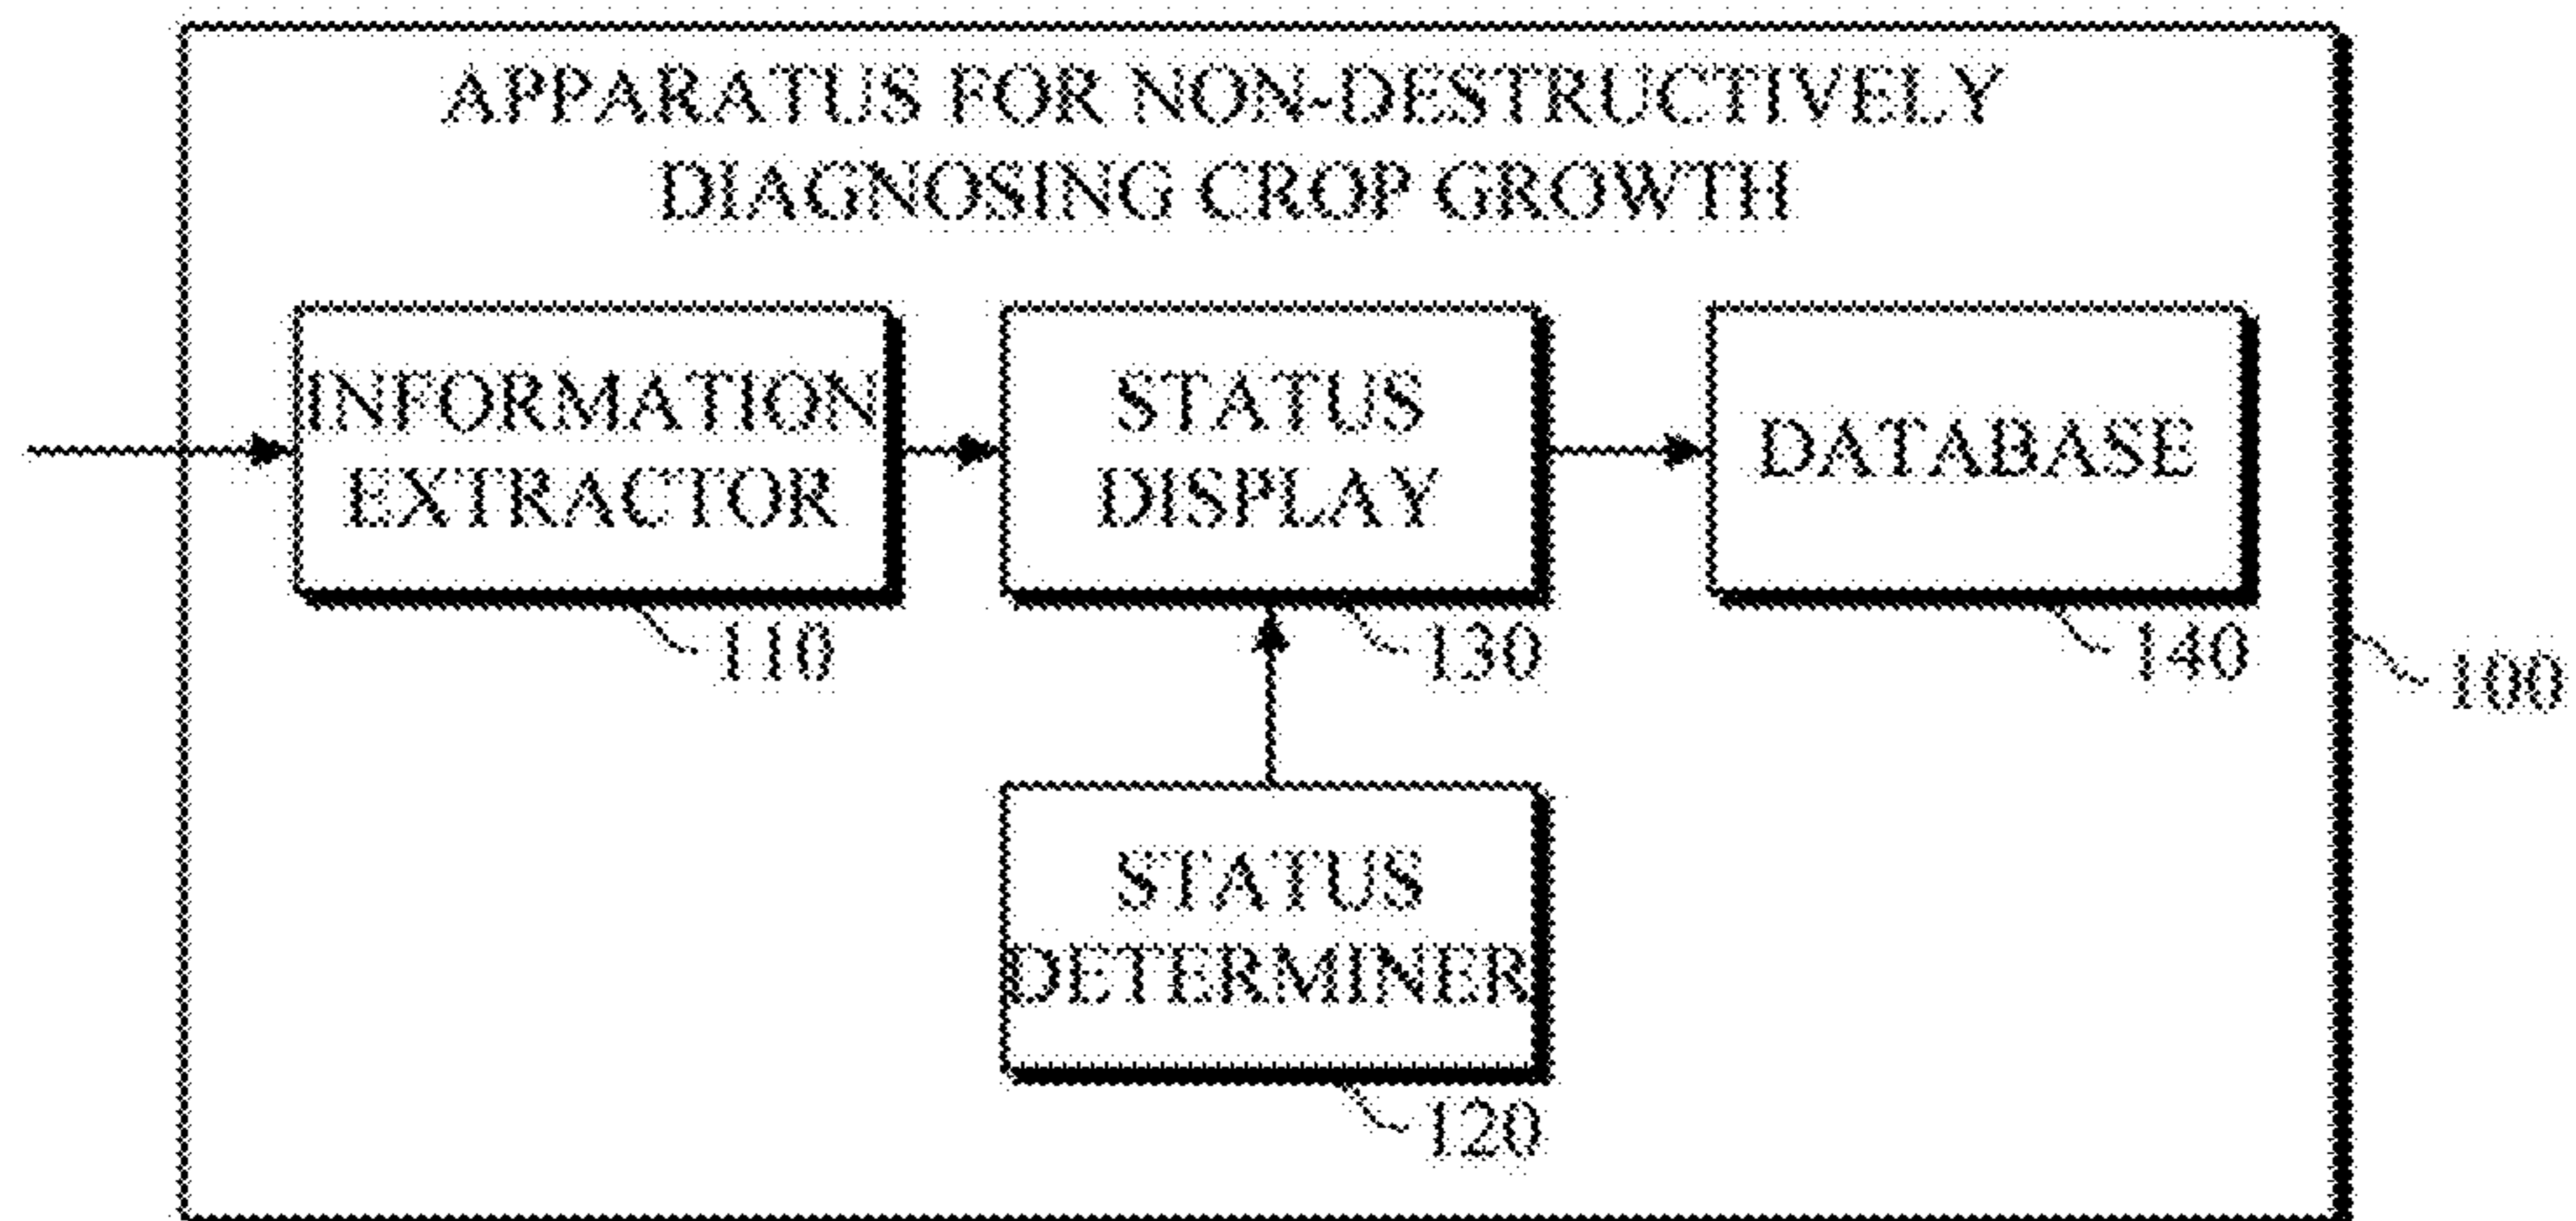 APPARATUS FOR NON-DESTRUCTIVELY
DIAGNOSING CROP GROWTH
INFORMATION
EXTRACTOR
110
STATUS
DISPLAY
130
DATABASE
140
100
STATUS
DETERMINER
120